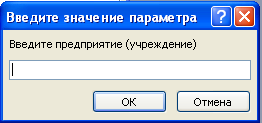 Введите значение параметра
Введите предприятие (учреждение)
OK
Отмена